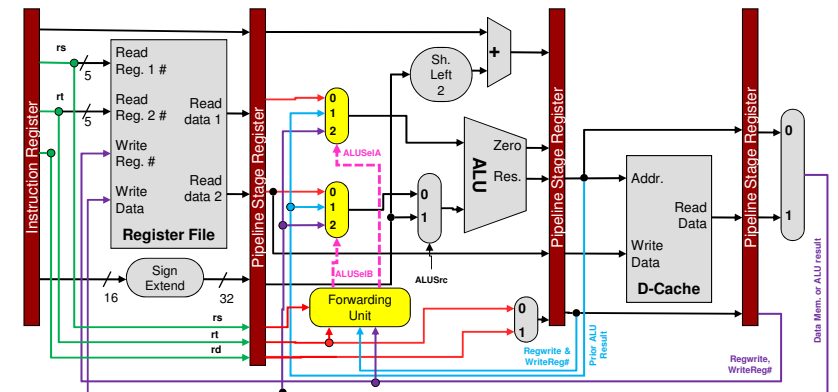 Instruction Register
rs
5
rt
5
Read
Reg. 1 #
Read
Reg. 2 #
Write
Reg. #
Write
Data
Read
data 1
Read
data 2
Register File
16
Sign
Extend
32
rs
rt
rd
Pipeline Stage Register
0
1
2
ALUSelA
0
1
2
ALUSelB
Forwarding
Unit
Sh.
Left
2
+
0
1
ALUSrc
ALU
Zero
Res.
0
1
Regwrite &
WriteReg#
Pipeline Stage Register
Prior ALU
Result
Addr.
Read
Data
Write
Data
D-Cache
Pipeline Stage Register
0
1
Regwrite,
WriteReg#
Data Mem. or ALU result